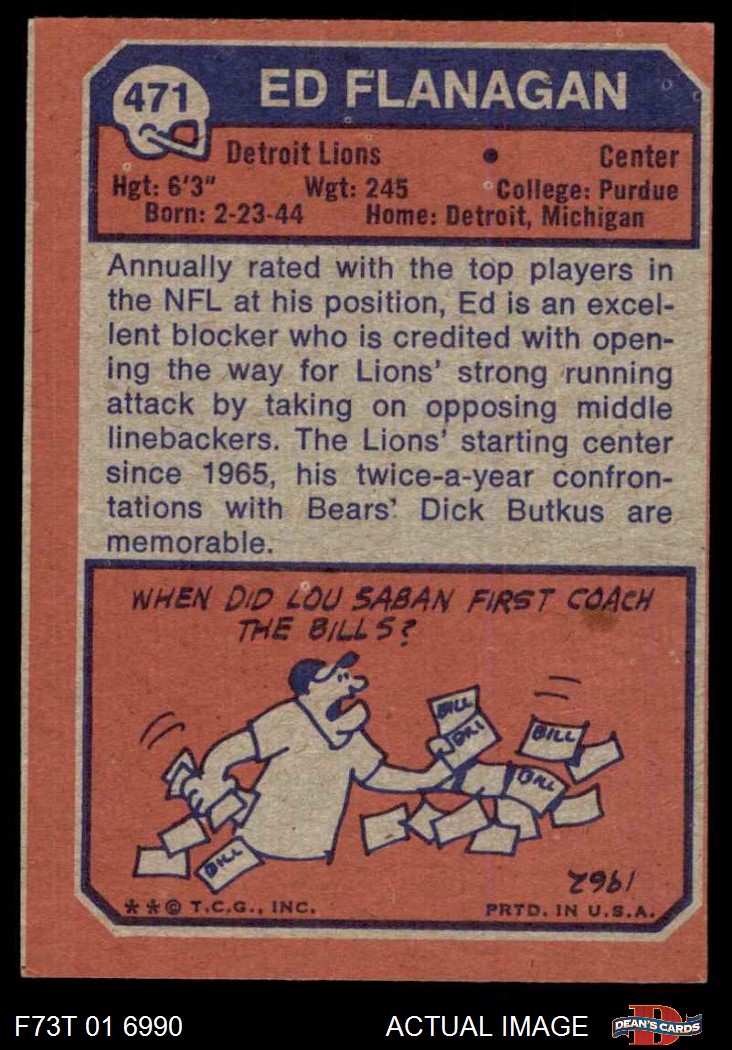 471
ED FLANAGAN
Detroit Lions • Center
Hgt: 6'3" Wgt: 245 College: Purdue
Born: 2-23-44 Home: Detroit, Michigan
Annually rated with the top players in
the NFL at his position, Ed is an excel-
lent blocker who is credited with open-
ing the way for Lions' strong running
attack by taking on opposing middle
linebackers. The Lions' starting center
since 1965, his twice-a-year confron-
tations with Bears' Dick Butkus are
memorable.
WHEN DID LOU SABAN FIRST COACH
THE BILLS?
BILL
BILL
BILL
BILL
BILL
1962
★★© T.C.G., INC. PRTD. IN U.S.A.
F73T 01 6990 ACTUAL IMAGE
D
DEAN'S CARDS